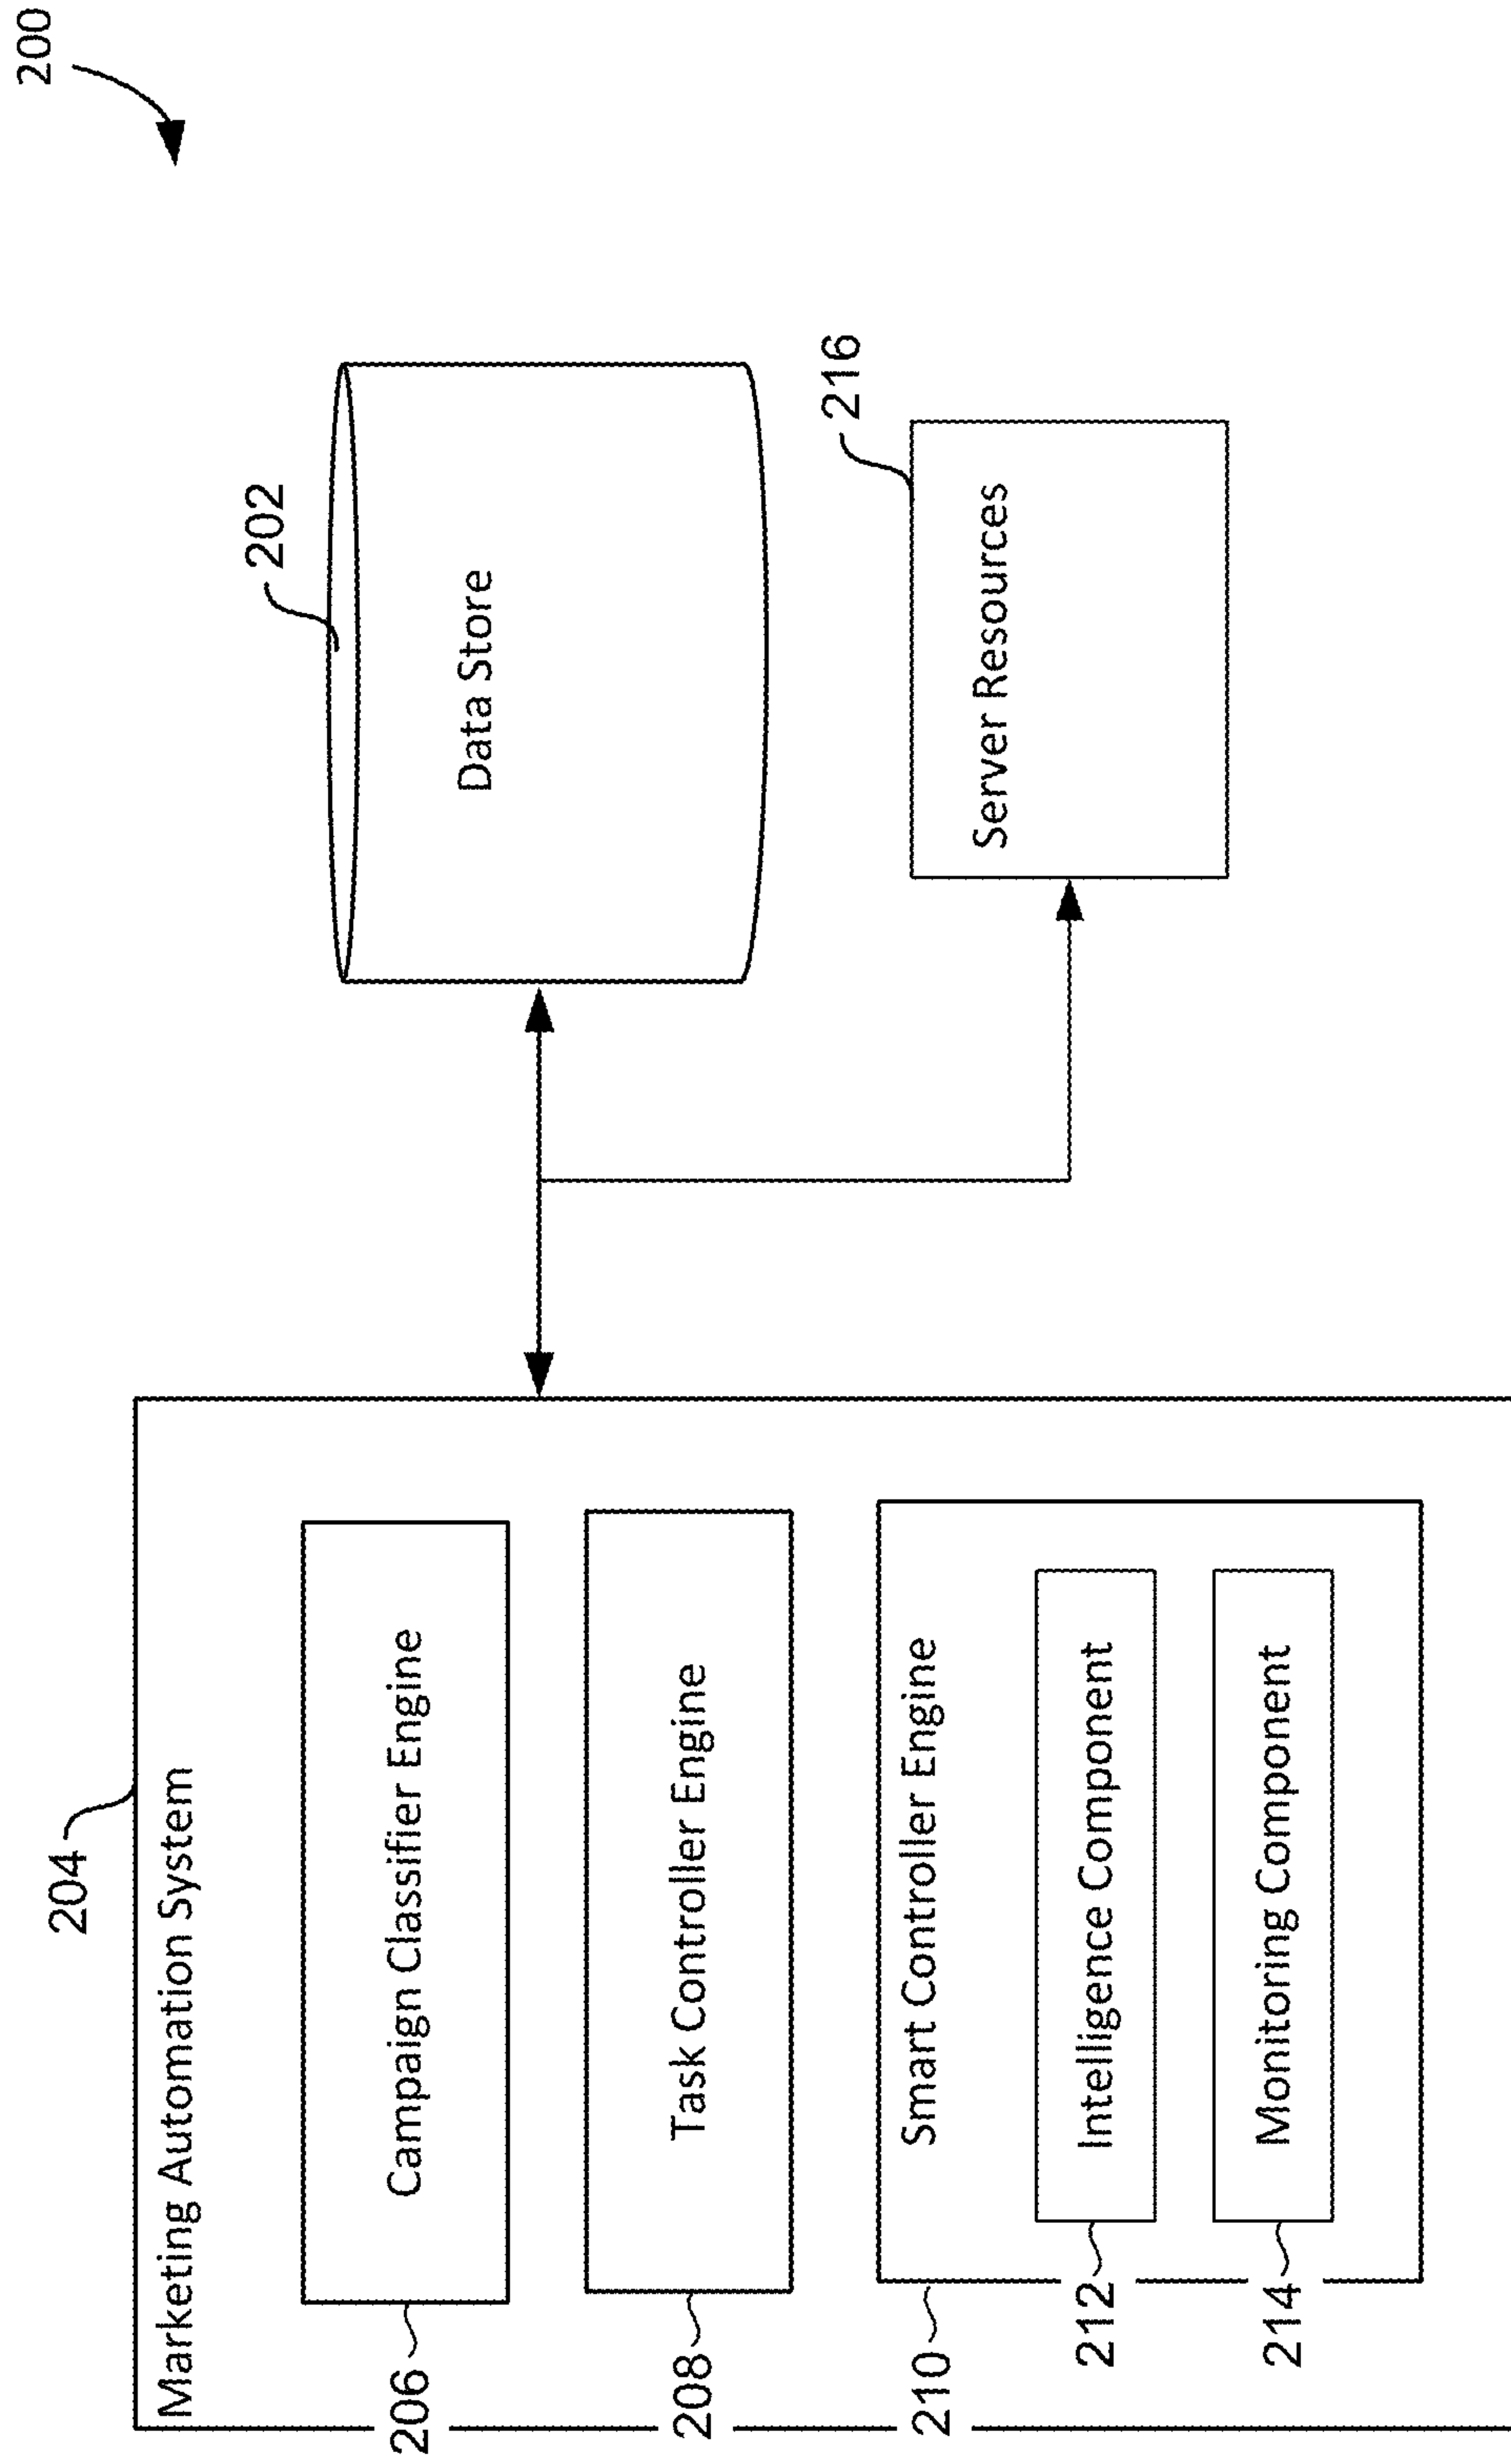 200
204
Marketing Automation System
206
Campaign Classifier Engine
208
Task Controller Engine
210
Smart Controller Engine
212
Intelligence Component
214
Monitoring Component
202
Data Store
216
Server Resources